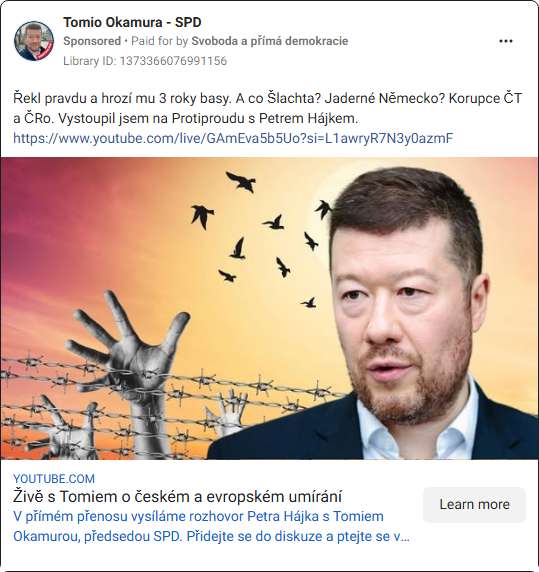 Tomio Okamura - SPD
Sponsored • Paid for by Svoboda a přímá demokracie
Library ID: 1373366076991156
Řekl pravdu a hrozí mu 3 roky basy. A co Šlachta? Jaderné Německo? Korupce ČT
a ČRo. Vystoupil jsem na Protiproudu s Petrem Hájkem.
https://www.youtube.com/live/GAmEva5b5Uo?si=L1awryR7N3y0azmF
YOUTUBE.COM
Živě s Tomiem o českém a evropském umírání
V přímém přenosu vysíláme rozhovor Petra Hájka s Tomiem
Okamurou, předsedou SPD. Přidejte se do diskuze a ptejte se v...
Learn more